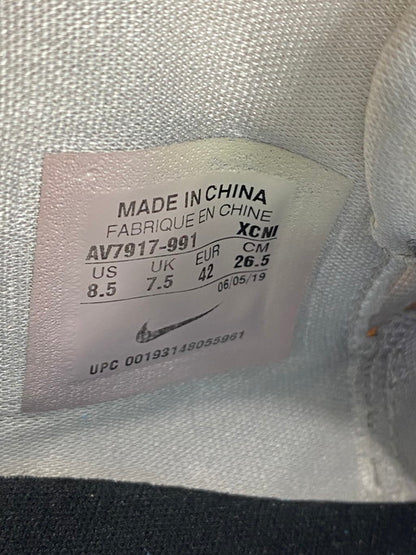 MADE IN CHINA
FABRIQUE EN CHINE
AV7917-991 XCNI
US UK EUR CM
8.5 7.5 42 26.5
06/05/19
UPC 00193148055961